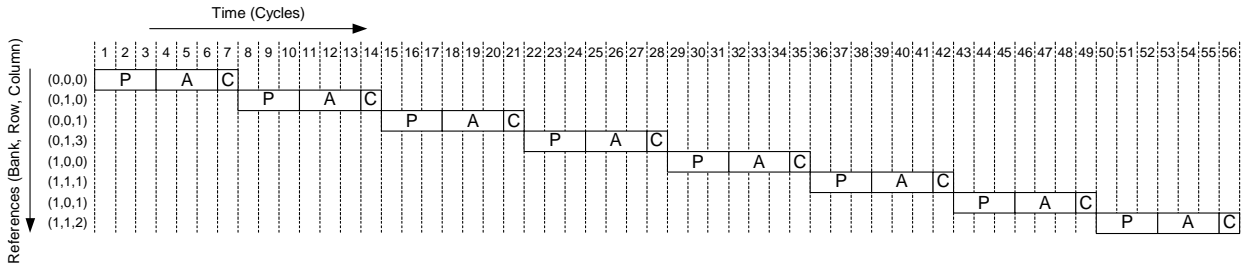 Time (Cycles)
References (Bank, Row, Column)
1 2 3 4 5 6 7 8 9 10 11 12 13 14 15 16 17 18 19 20 21 22 23 24 25 26 27 28 29 30 31 32 33 34 35 36 37 38 39 40 41 42 43 44 45 46 47 48 49 50 51 52 53 54 55 56
(0,0,0) P A C
(0,1,0) P A C
(0,0,1) P A C
(0,1,3) P A C
(1,0,0) P A C
(1,1,1) P A C
(1,0,1) P A C
(1,1,2) P A C